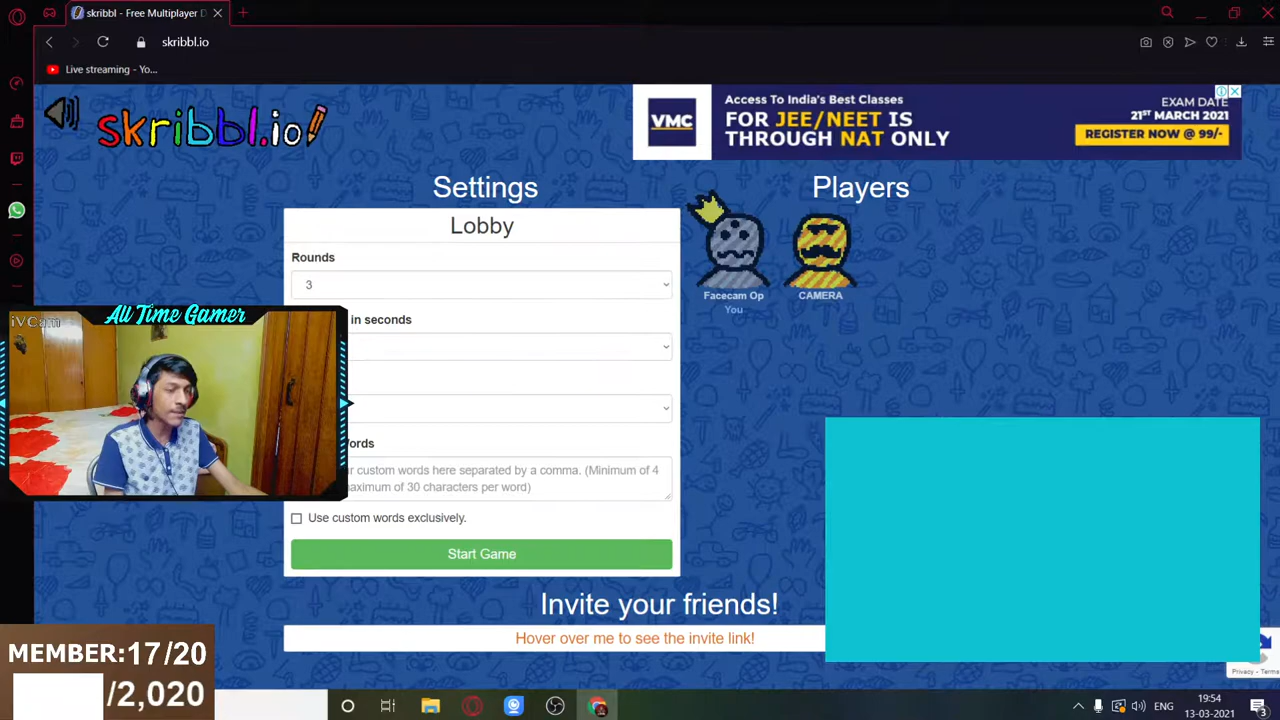 skribbl - Free Multiplayer D
skribbl.io
Live streaming - Yo...
skribbl.io
VMC
Access To India's Best Classes
FOR JEE/NEET IS
THROUGH NAT ONLY
EXAM DATE
21ST MARCH 2021
REGISTER NOW @ 99/-
Settings
Players
Lobby
Rounds
3
Facecam Op
You
CAMERA
All Time Gamer
iVCam
in seconds
ords
ur custom words here separated by a comma. (Minimum of 4
aximum of 30 characters per word)
Use custom words exclusively.
Start Game
Invite your friends!
Hover over me to see the invite link!
MEMBER:17/20
/2,020
Privacy - Terms
ENG
19:54
13-03-2021
3